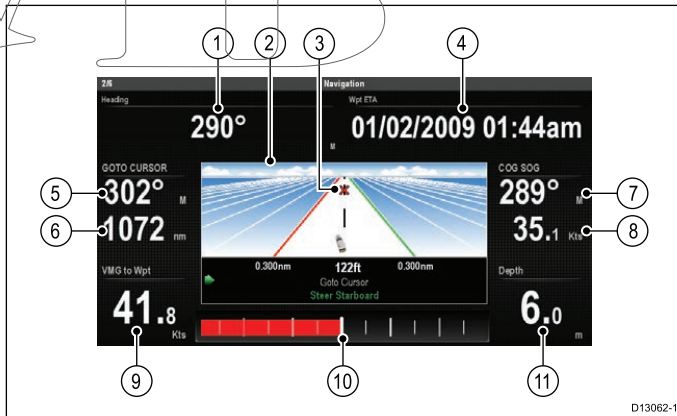 1 2 3 4
2/6 Navigation
Heading Wpt ETA
290° M 01/02/2009 01:44am
GOTO CURSOR COG SOG
5 302° M 289° M 7
6 1072 nm 35.1 Kts 8
0.300nm 122ft 0.300nm
VMG to Wpt Goto Cursor Depth
Steer Starboard
41.8 Kts 6.0 m
9 10 11
D13062-1